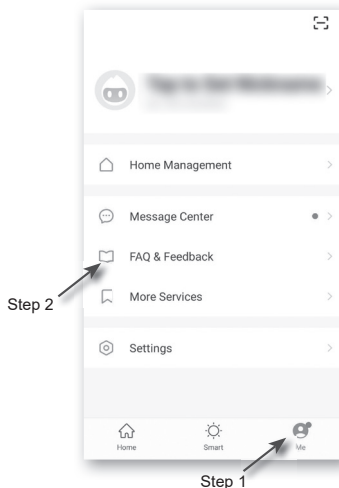 Home Management
Message Center
FAQ & Feedback
Step 2
More Services
Settings
Home Smart Me
Step 1